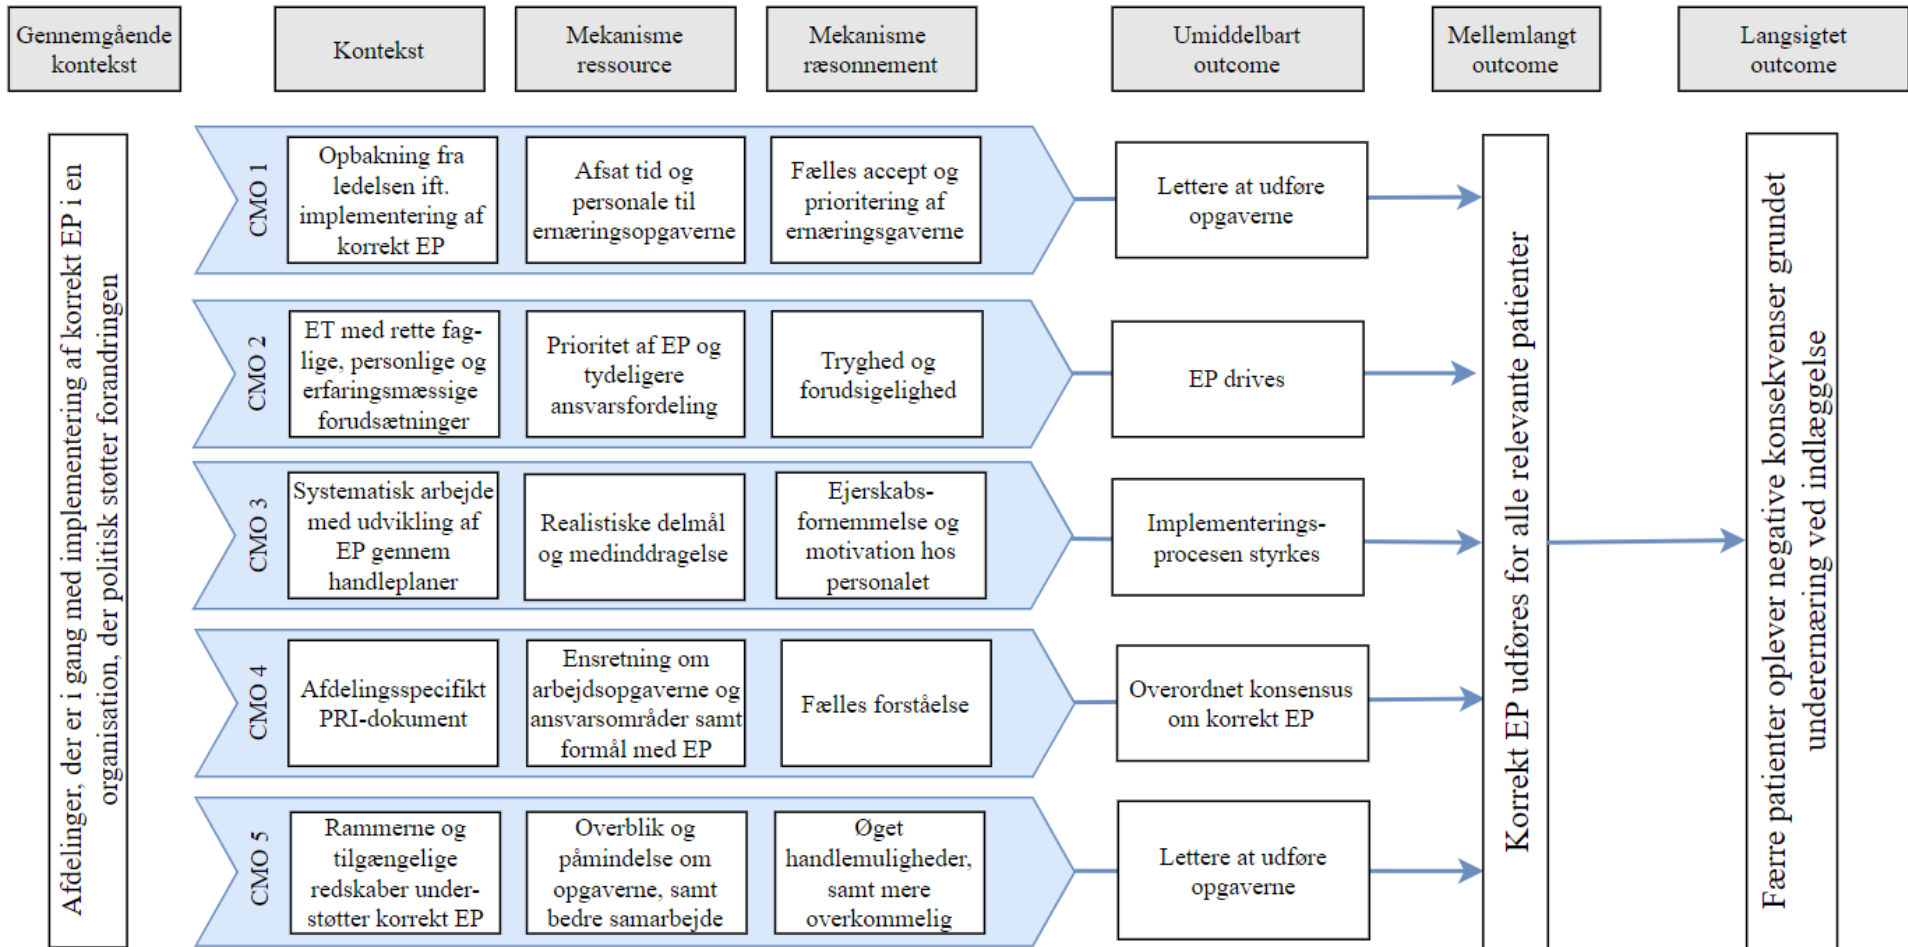 Gennemgående
kontekst
Kontekst
Mekanisme
ressource
Mekanisme
ræsonnement
Umiddelbart
outcome
Mellemlangt
outcome
Langsigtet
outcome
Afdelinger, der er i gang med implementering af korrekt EP i en
organisation, der politisk støtter forandringen
CMO 1
Opbakning fra
ledelsen ift.
implementering af
korrekt EP
Afsat tid og
personale til
ernæringsopgaverne
Fælles accept og
prioritering af
ernæringsgaverne
Lettere at udføre
opgaverne
CMO 2
ET med rette fag-
lige, personlige og
erfaringsmæssige
forudsætninger
Prioritet af EP og
tydeligere
ansvarsfordeling
Tryghed og
forudsigelighed
EP drives
CMO 3
Systematisk arbejde
med udvikling af
EP gennem
handleplaner
Realistiske delmål
og medinddragelse
Ejerskabs-
fornemmelse og
motivation hos
personalet
Implementerings-
procesen styrkes
CMO 4
Afdelingsspecifikt
PRI-dokument
Ensretning om
arbejdsopgaverne og
ansvarsområder samt
formål med EP
Fælles forståelse
Overordnet konsensus
om korrekt EP
CMO 5
Rammerne og
tilgængelige
redskaber under-
støtter korrekt EP
Overblik og
påmindelse om
opgaverne, samt
bedre samarbejde
Øget
handlemuligheder,
samt mere
overkommelig
Lettere at udføre
opgaverne
Korrekt EP udføres for alle relevante patienter
Færre patienter oplever negative konsekvenser grundet
underernæring ved indlæggelse